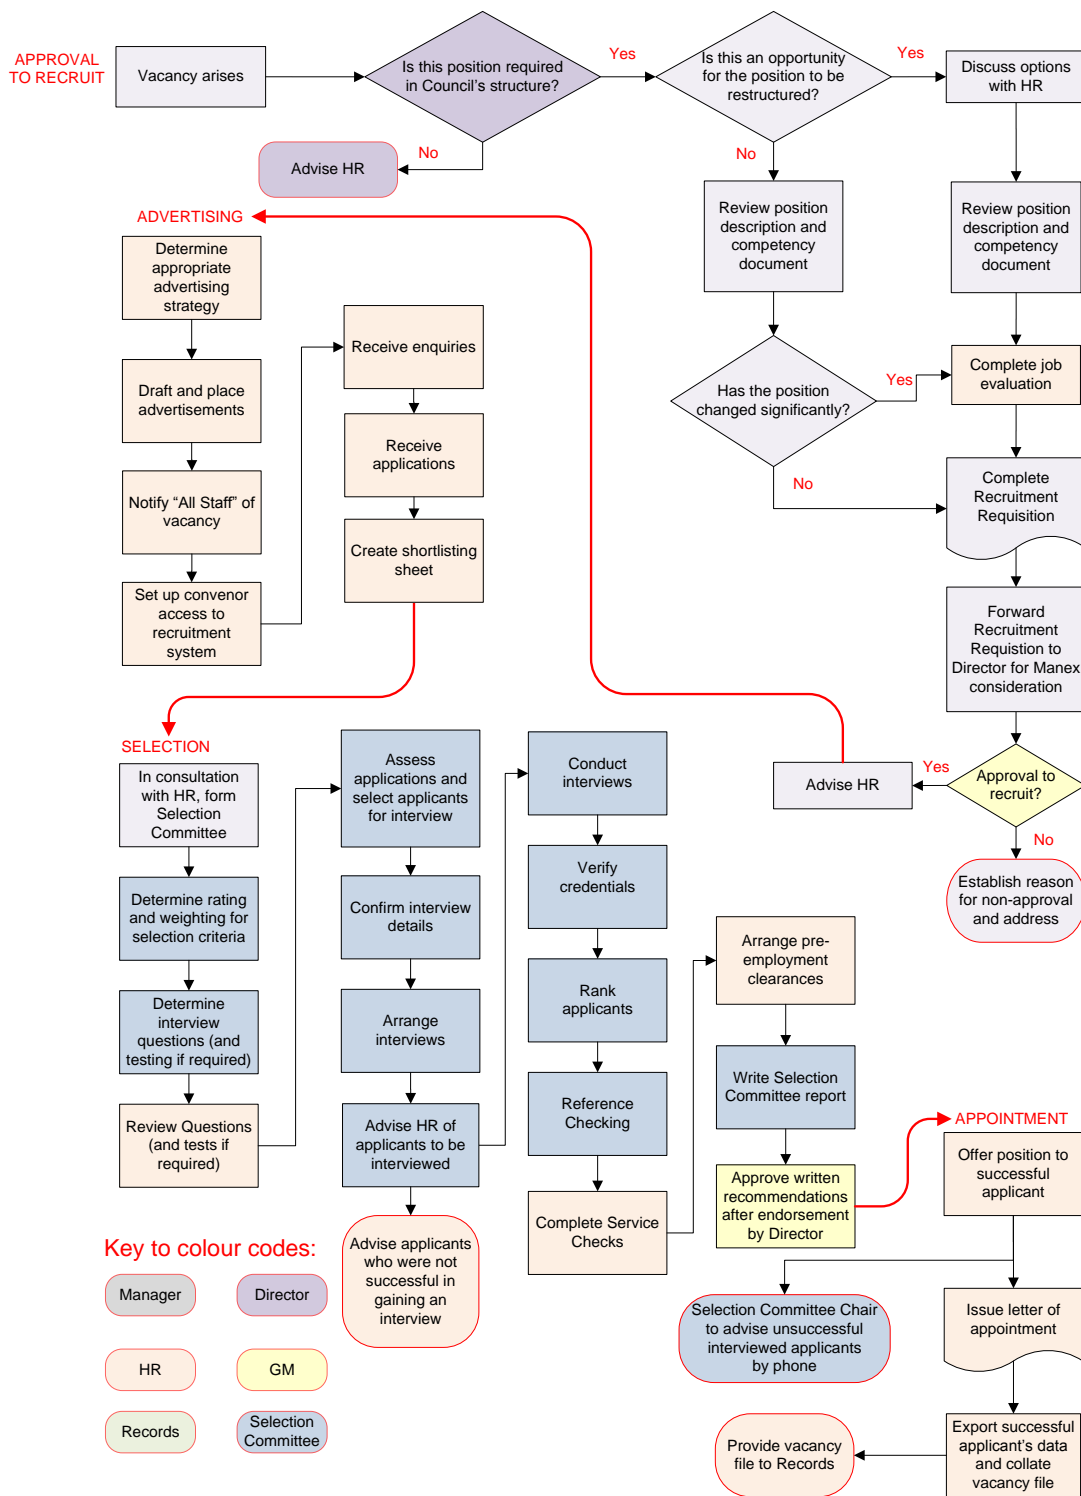 APPROVAL
TO RECRUIT
Vacancy arises
Is this position required
in Council's structure?
Yes
No
Advise HR
Is this an opportunity
for the position to be
restructured?
Yes
No
Discuss options
with HR
Review position
description and
competency
document
Review position
description and
competency
document
Has the position
changed significantly?
Yes
No
Complete job
evaluation
Complete
Recruitment
Requisition
Forward
Recruitment
Requistion to
Director for Manex
consideration
Approval to
recruit?
Yes
No
Advise HR
Establish reason
for non-approval
and address
ADVERTISING
Determine
appropriate
advertising
strategy
Draft and place
advertisements
Notify “All Staff” of
vacancy
Set up convenor
access to
recruitment
system
Receive enquiries
Receive
applications
Create shortlisting
sheet
SELECTION
In consultation
with HR, form
Selection
Committee
Determine rating
and weighting for
selection criteria
Determine
interview
questions (and
testing if required)
Review Questions
(and tests if
required)
Assess
applications and
select applicants
for interview
Confirm interview
details
Arrange
interviews
Advise HR of
applicants to be
interviewed
Advise applicants
who were not
successful in
gaining an
interview
Conduct
interviews
Verify
credentials
Rank
applicants
Reference
Checking
Complete Service
Checks
Arrange pre-
employment
clearances
Write Selection
Committee report
Approve written
recommendations
after endorsement
by Director
APPOINTMENT
Offer position to
successful
applicant
Selection Committee Chair
to advise unsuccessful
interviewed applicants
by phone
Issue letter of
appointment
Export successful
applicant's data
and collate
vacancy file
Provide vacancy
file to Records
Key to colour codes:
Manager
Director
HR
GM
Records
Selection
Committee